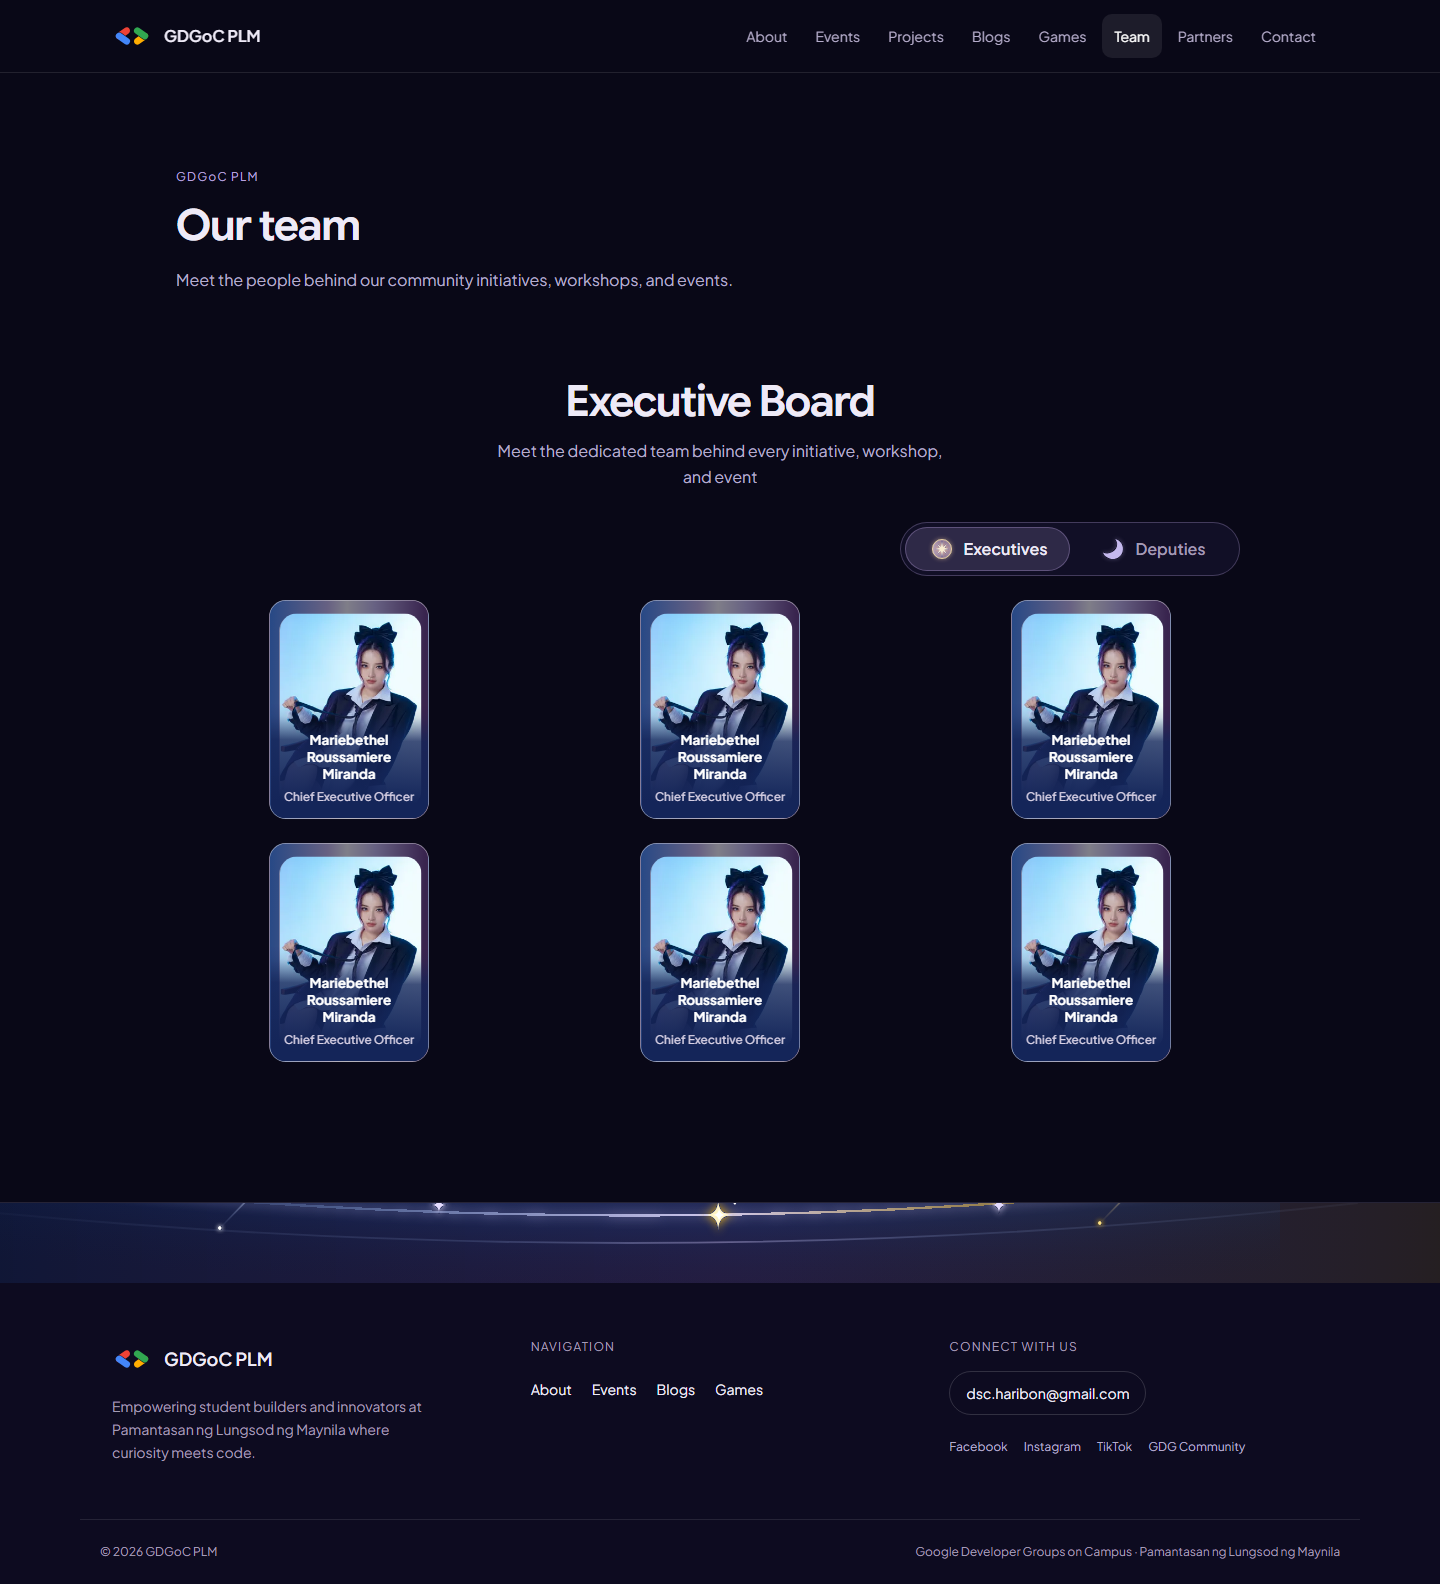 GDGoC PLM
About
Events
Projects
Blogs
Games
Team
Partners
Contact
GDGoC PLM
Our team
Meet the people behind our community initiatives, workshops, and events.
Executive Board
Meet the dedicated team behind every initiative, workshop,
and event
Executives
Deputies
Mariebethel
Roussamiere
Miranda
Chief Executive Officer
Mariebethel
Roussamiere
Miranda
Chief Executive Officer
Mariebethel
Roussamiere
Miranda
Chief Executive Officer
Mariebethel
Roussamiere
Miranda
Chief Executive Officer
Mariebethel
Roussamiere
Miranda
Chief Executive Officer
Mariebethel
Roussamiere
Miranda
Chief Executive Officer
GDGoC PLM
Empowering student builders and innovators at
Pamantasan ng Lungsod ng Maynila where
curiosity meets code.
NAVIGATION
About
Events
Blogs
Games
CONNECT WITH US
dsc.haribon@gmail.com
Facebook
Instagram
TikTok
GDG Community
© 2026 GDGoC PLM
Google Developer Groups on Campus · Pamantasan ng Lungsod ng Maynila